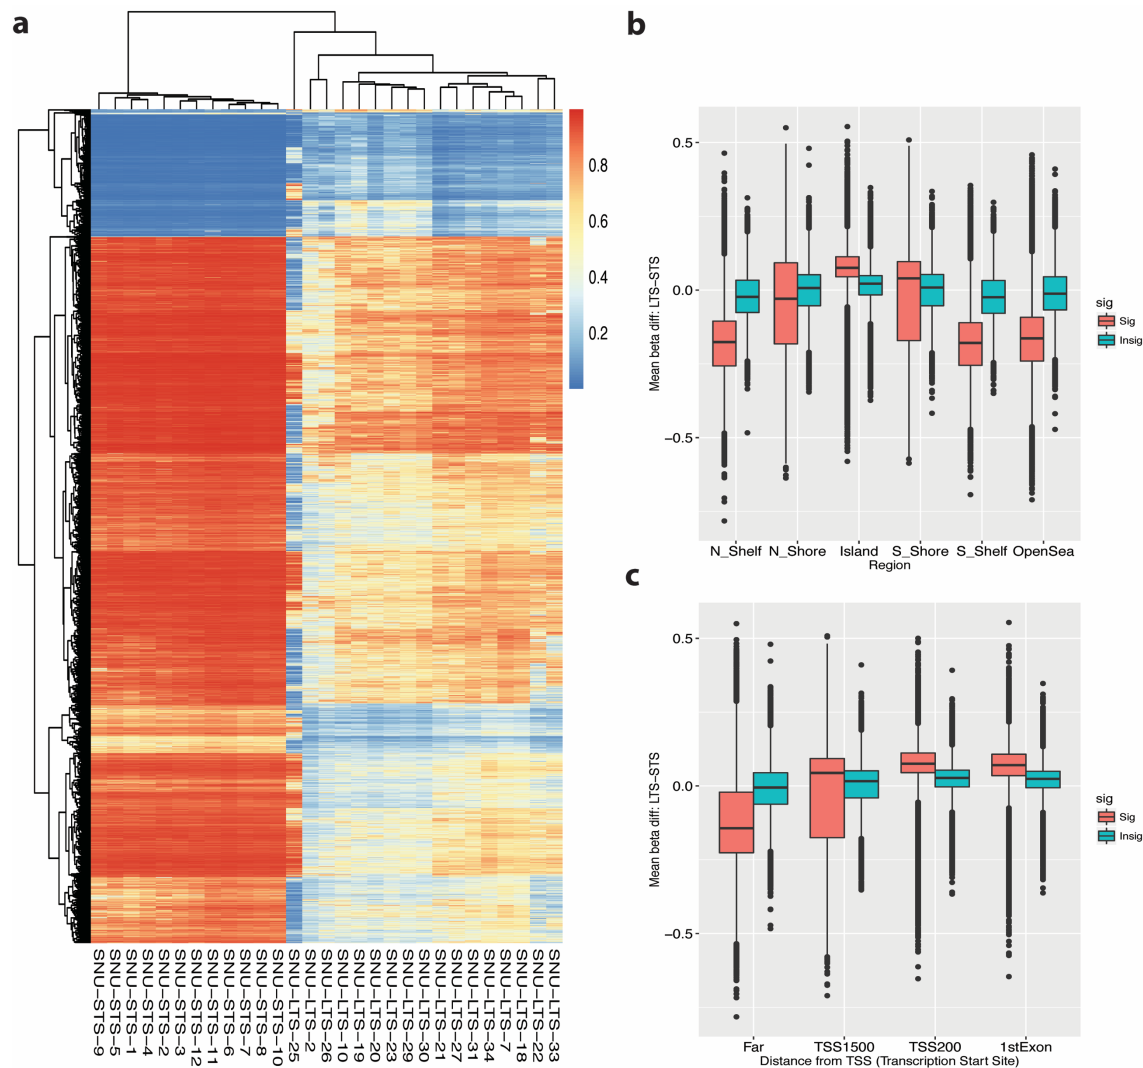 a
0.8
0.6
0.4
0.2
SNU−STS−9
SNU−STS−5
SNU−STS−1
SNU−STS−4
SNU−STS−2
SNU−STS−3
SNU−STS−12
SNU−STS−11
SNU−STS−6
SNU−STS−7
SNU−STS−8
SNU−STS−10
SNU−LTS−25
SNU−LTS−2
SNU−LTS−26
SNU−LTS−10
SNU−LTS−19
SNU−LTS−20
SNU−LTS−23
SNU−LTS−29
SNU−LTS−30
SNU−LTS−21
SNU−LTS−27
SNU−LTS−31
SNU−LTS−34
SNU−LTS−7
SNU−LTS−18
SNU−LTS−22
SNU−LTS−33
b
Mean beta diff: LTS−STS
0.5
0.0
−0.5
N_Shelf N_Shore Island S_Shore S_Shelf OpenSea
Region
sig
Sig
Insig
c
Mean beta diff: LTS−STS
0.5
0.0
−0.5
Far TSS1500 TSS200 1stExon
Distance from TSS (Transcription Start Site)
sig
Sig
Insig